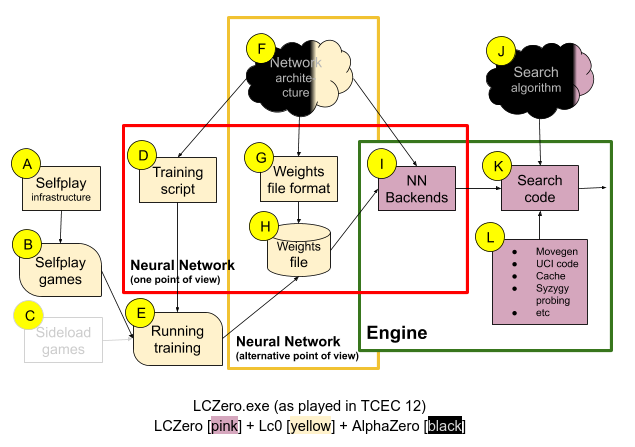 F
Network
archite
cture
J
Search
algorithm
A
Selfplay
infrastructure
D
Training
script
G
Weights
file format
I
NN
Backends
K
Search
code
B
Selfplay
games
H
Weights
file
L
● Movegen
● UCI code
● Cache
● Syzygy
probing
● etc
Neural Network
(one point of view)
C
Sideload
games
E
Running
training
Neural Network
(alternative point of view)
Engine
LCZero.exe (as played in TCEC 12)
LCZero [pink] + Lc0 [yellow] + AlphaZero [black]